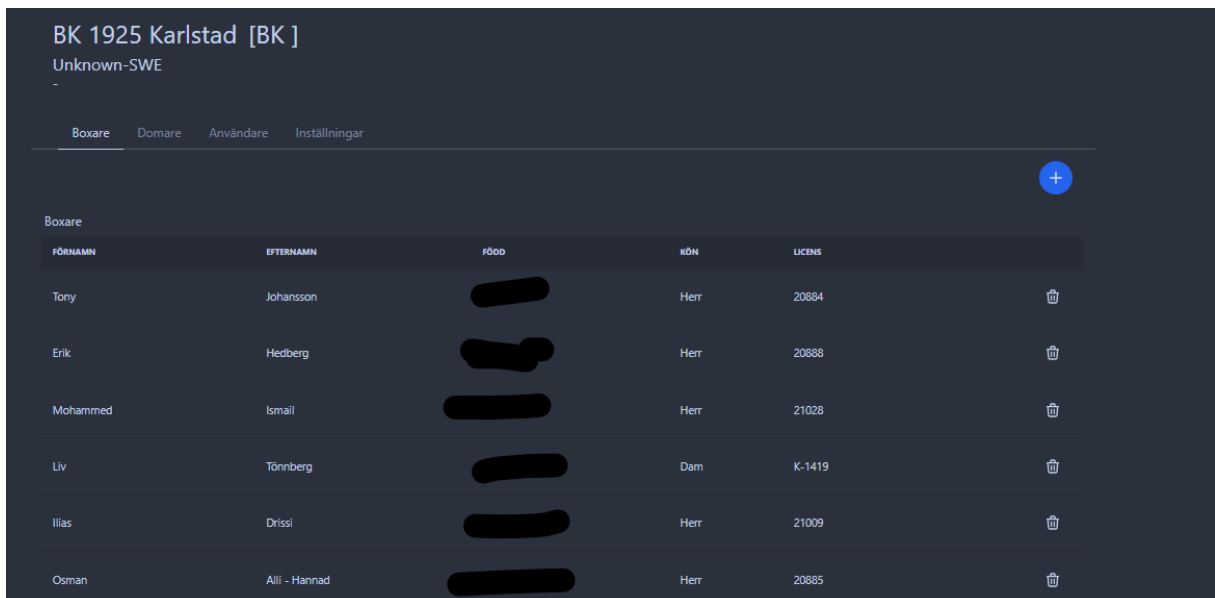 BK 1925 Karlstad [BK ]
Unknown-SWE
-
Boxare Domare Användare Inställningar
+
Boxare
FÖRNAMN EFTERNAMN FÖDD KÖN LICENS
Tony Johansson Herr 20884
Erik Hedberg Herr 20888
Mohammed Ismail Herr 21028
Liv Tönnberg Dam K-1419
Ilias Drissi Herr 21009
Osman Alli - Hannad Herr 20885